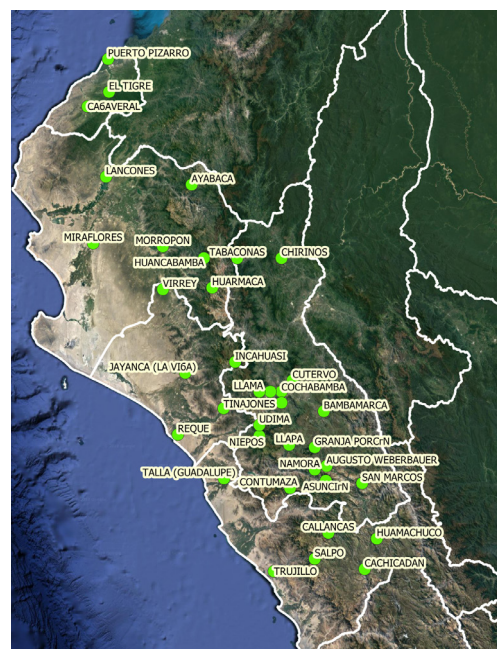 PUERTO PIZARRO
EL TIGRE
CA6AVERAL
LANCONES
AYABACA
MIRAFLORES
MORROPON
HUANCABAMBA
TABACONAS
CHIRINOS
VIRREY
HUARMACA
INCAHUASI
JAYANCA (LA VI6A)
CUTERVO
LLAMA
COCHABAMBA
TINAJONES
BAMBAMARCA
UDIMA
REQUE
NIEPOS
LLAPA
GRANJA PORCrN
AUGUSTO WEBERBAUER
NAMORA
TALLA (GUADALUPE)
CONTUMAZA
ASUNCIrN
SAN MARCOS
CALLANCAS
HUAMACHUCO
SALPO
CACHICADAN
TRUJILLO